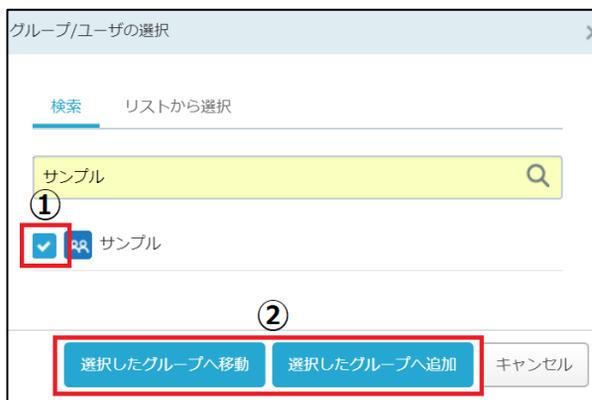 グループ/ユーザの選択 ×
検索 リストから選択
サンプル
①
サンプル
②
選択したグループへ移動 選択したグループへ追加 キャンセル